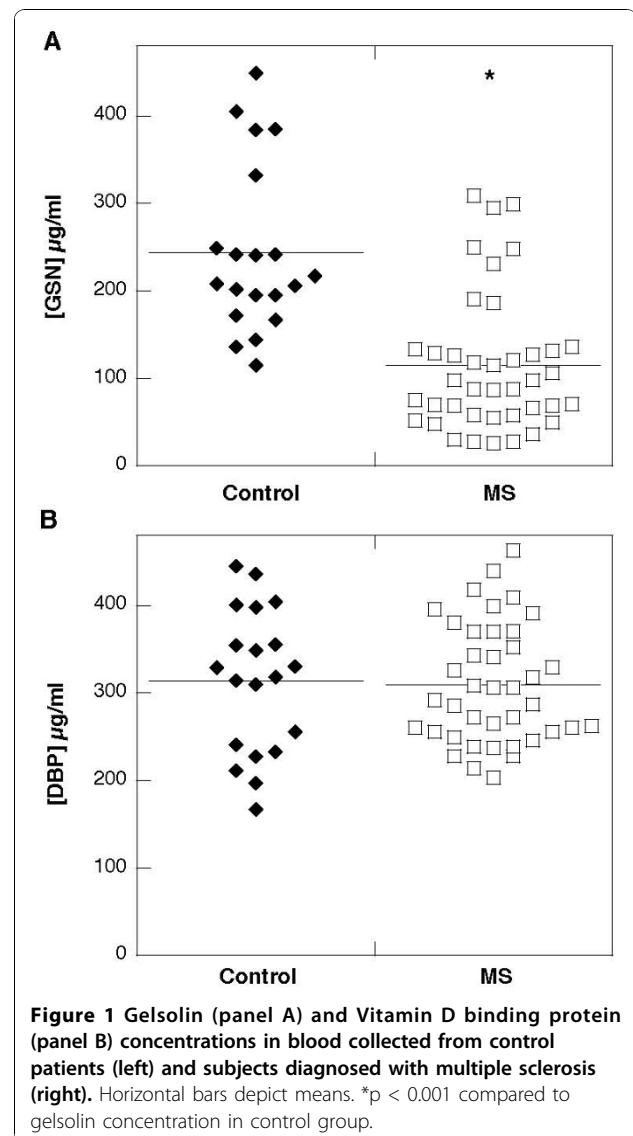 A
*
400
300
200
100
0
[GSN] µg/ml
Control MS
B
400
300
200
100
0
[DBP] µg/ml
Control MS
Figure 1 Gelsolin (panel A) and Vitamin D binding protein
(panel B) concentrations in blood collected from control
patients (left) and subjects diagnosed with multiple sclerosis
(right). Horizontal bars depict means. *p < 0.001 compared to
gelsolin concentration in control group.